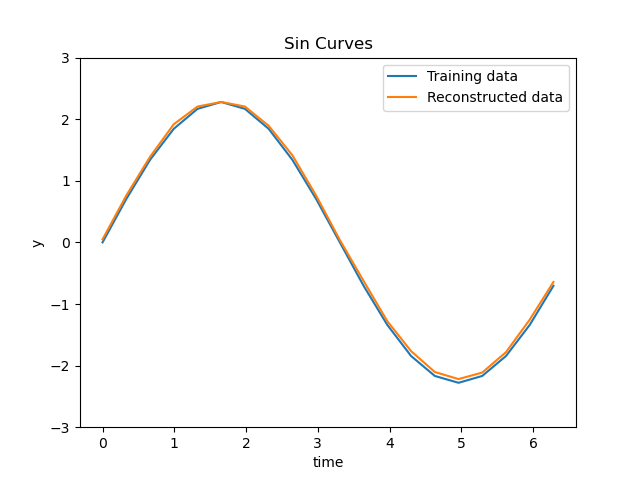 Sin Curves
Training data
Reconstructed data
3
2
1
0
−1
−2
−3
y
0 1 2 3 4 5 6
time